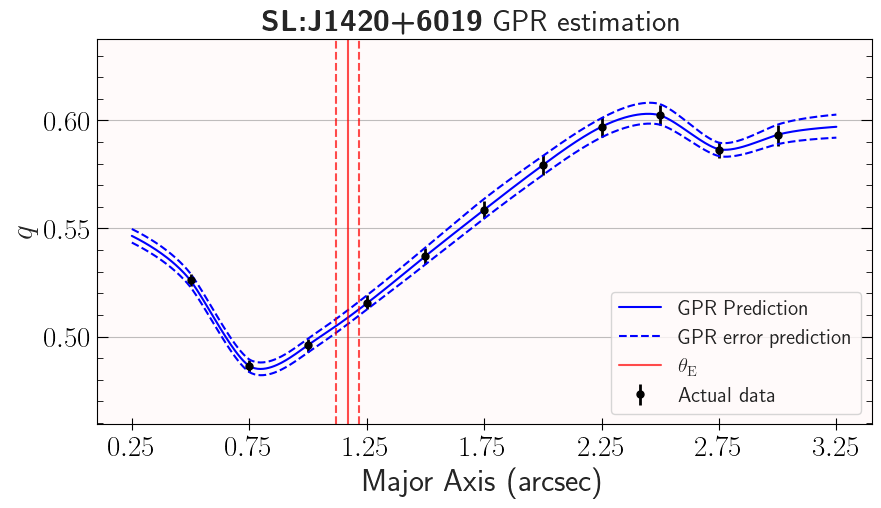 SL:J1420+6019 GPR estimation
q
0.60
0.55
0.50
GPR Prediction
GPR error prediction
θE
Actual data
0.25 0.75 1.25 1.75 2.25 2.75 3.25
Major Axis (arcsec)